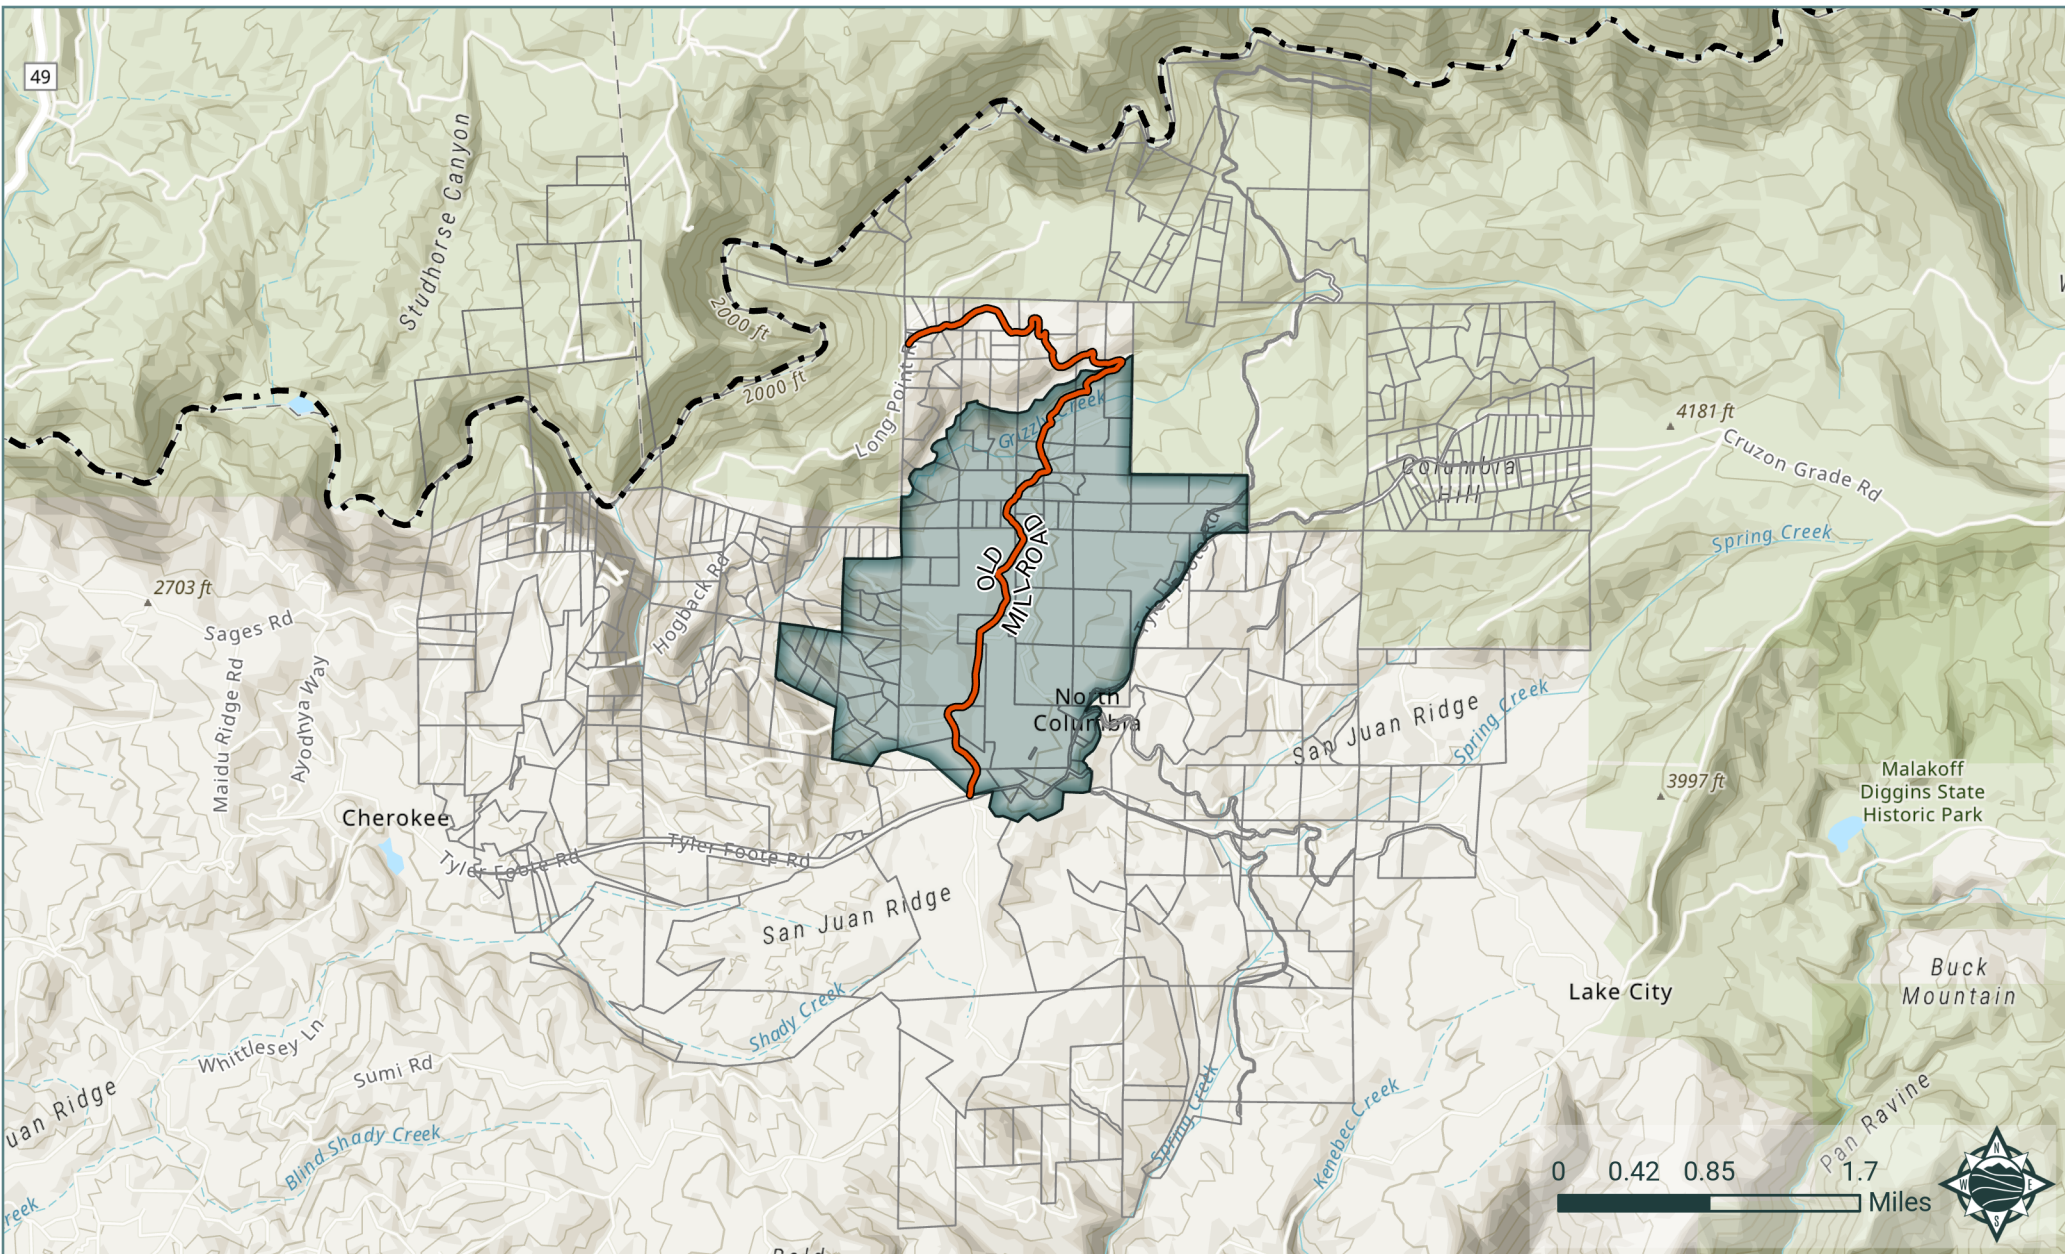 49
Studhorse Canyon
2000 ft
2000 ft
Long Point R
Grizzly Creek
4181 ft
Cruzon Grade Rd
Columbia
Hill
Spring Creek
OLD
MILL ROAD
Tyler Foote Rd
2703 ft
Sages Rd
Hogback Rd
Maidu Ridge Rd
Ayodhya Way
North
Columbia
San Juan Ridge
Spring Creek
3997 ft
Malakoff
Diggins State
Historic Park
Cherokee
Tyler Foote Rd
Tyler Foote Rd
San Juan Ridge
Buck
Mountain
Lake City
Shady Creek
Whittlesey Ln
Sumi Rd
uan Ridge
Blind Shady Creek
reek
Spring Creek
Kenebec Creek
Pan Ravine
0 0.42 0.85 1.7
Miles
N
W E
S